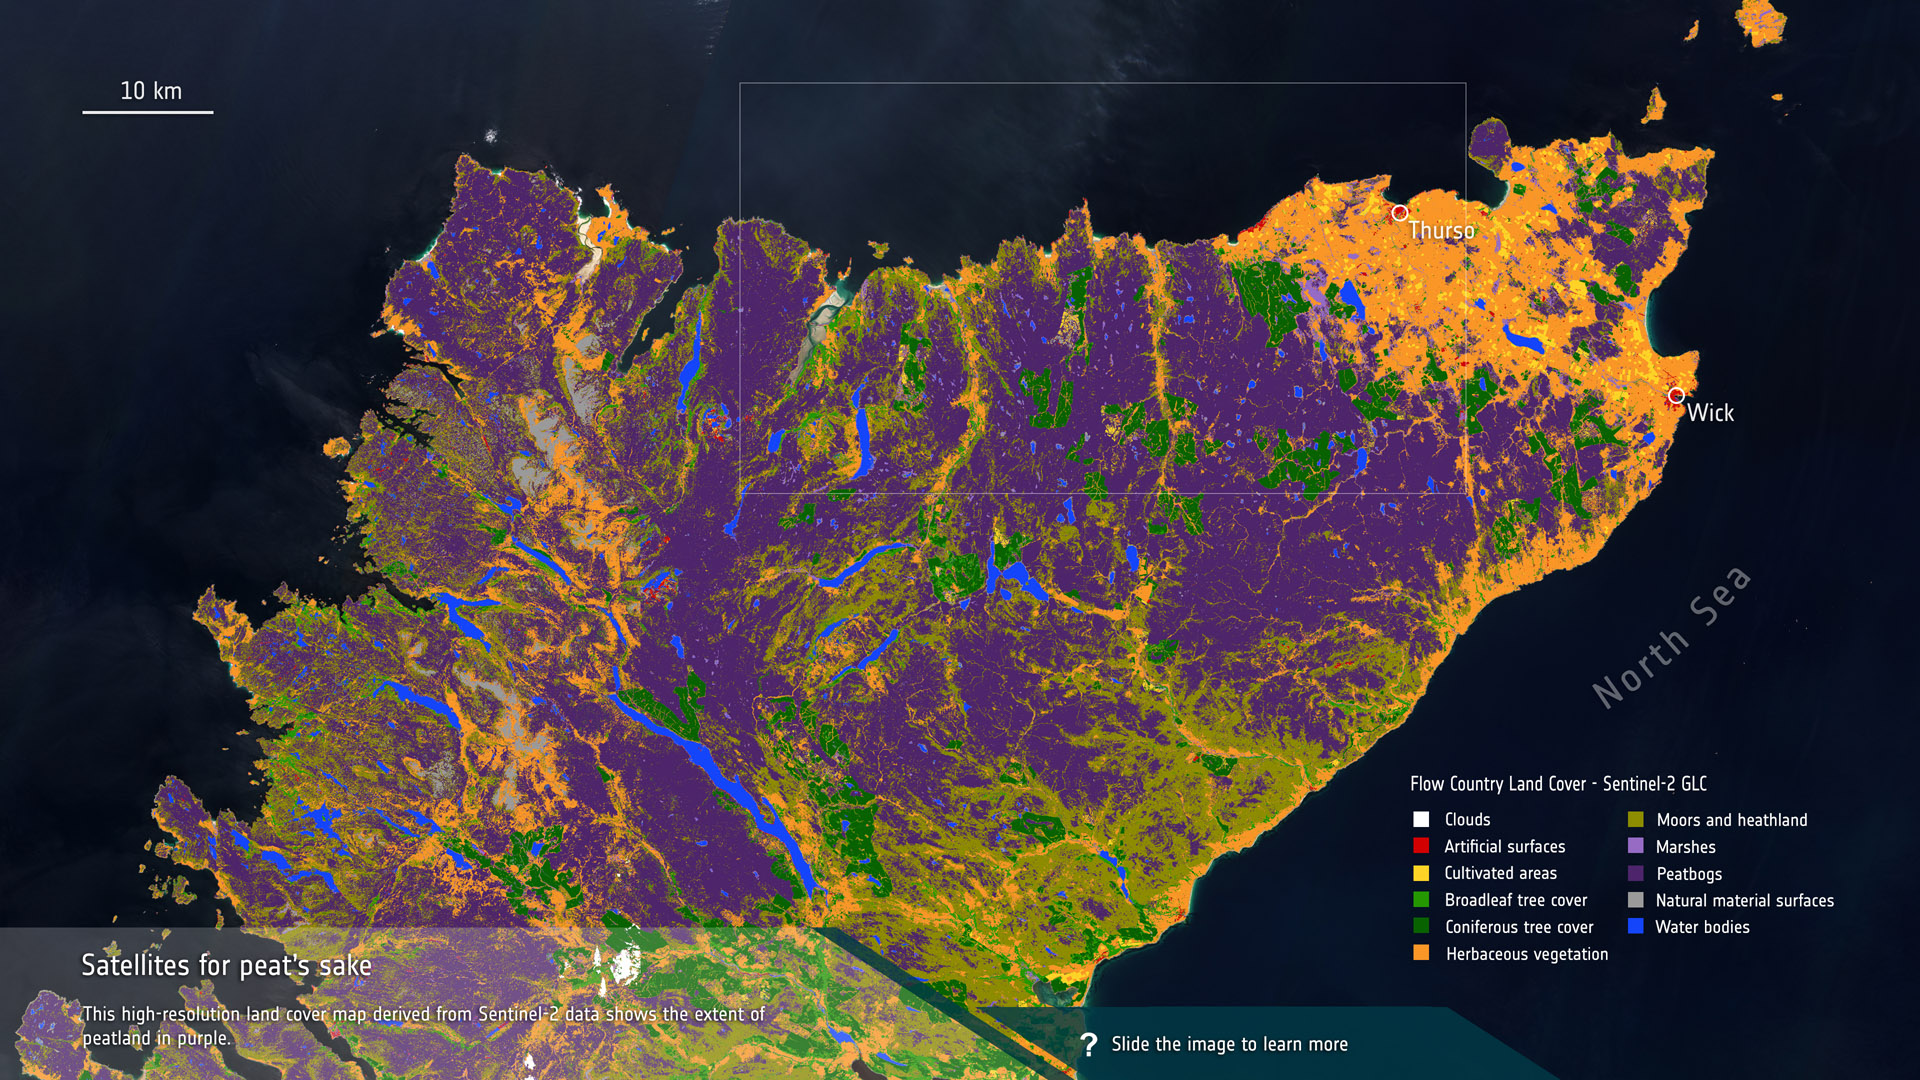 10 km
Thurso
Wick
North Sea
Flow Country Land Cover - Sentinel-2 GLC
Clouds
Artificial surfaces
Cultivated areas
Broadleaf tree cover
Coniferous tree cover
Herbaceous vegetation
Moors and heathland
Marshes
Peatbogs
Natural material surfaces
Water bodies
Satellites for peat's sake
This high-resolution land cover map derived from Sentinel-2 data shows the extent of
peatland in purple.
? Slide the image to learn more